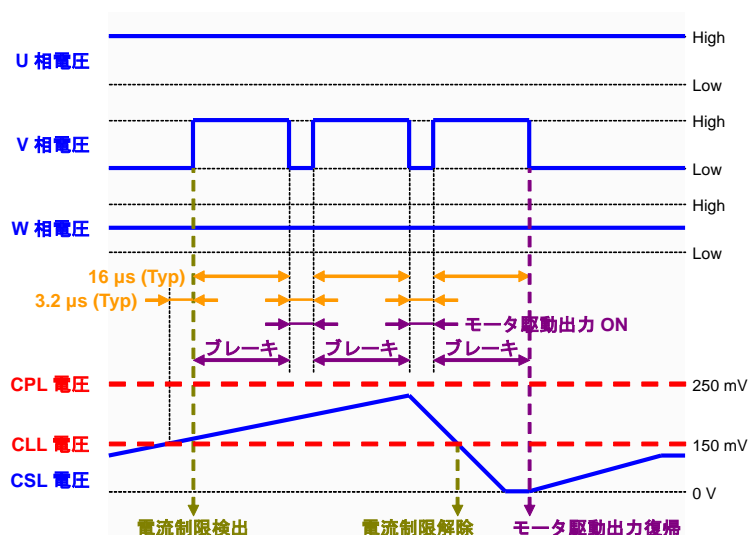 High
U 相電圧
Low
High
V 相電圧
Low
High
W 相電圧
Low
16 μs (Typ)
3.2 μs (Typ)
モータ駆動出力 ON
ブレーキ ブレーキ ブレーキ
CPL 電圧
250 mV
CLL 電圧
150 mV
CSL 電圧
0 V
電流制限検出 電流制限解除 モータ駆動出力復帰